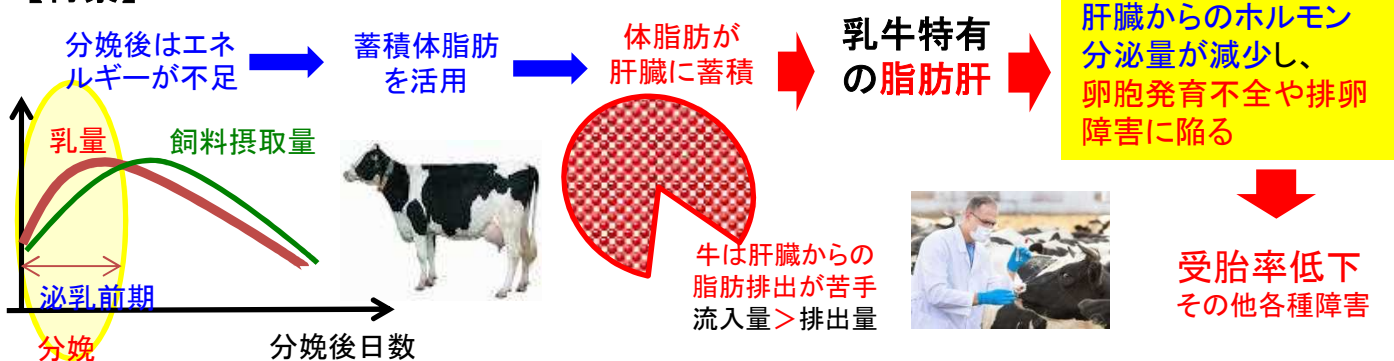 分娩後はエネ
ルギーが不足
蓄積体脂肪
を活用
体脂肪が
肝臓に蓄積
乳牛特有
の脂肪肝
肝臓からのホルモン
分泌量が減少し、
卵胞発育不全や排卵
障害に陥る
乳量
飼料摂取量
泌乳前期
分娩
分娩後日数
牛は肝臓からの
脂肪排出が苦手
流入量＞排出量
受胎率低下
その他各種障害